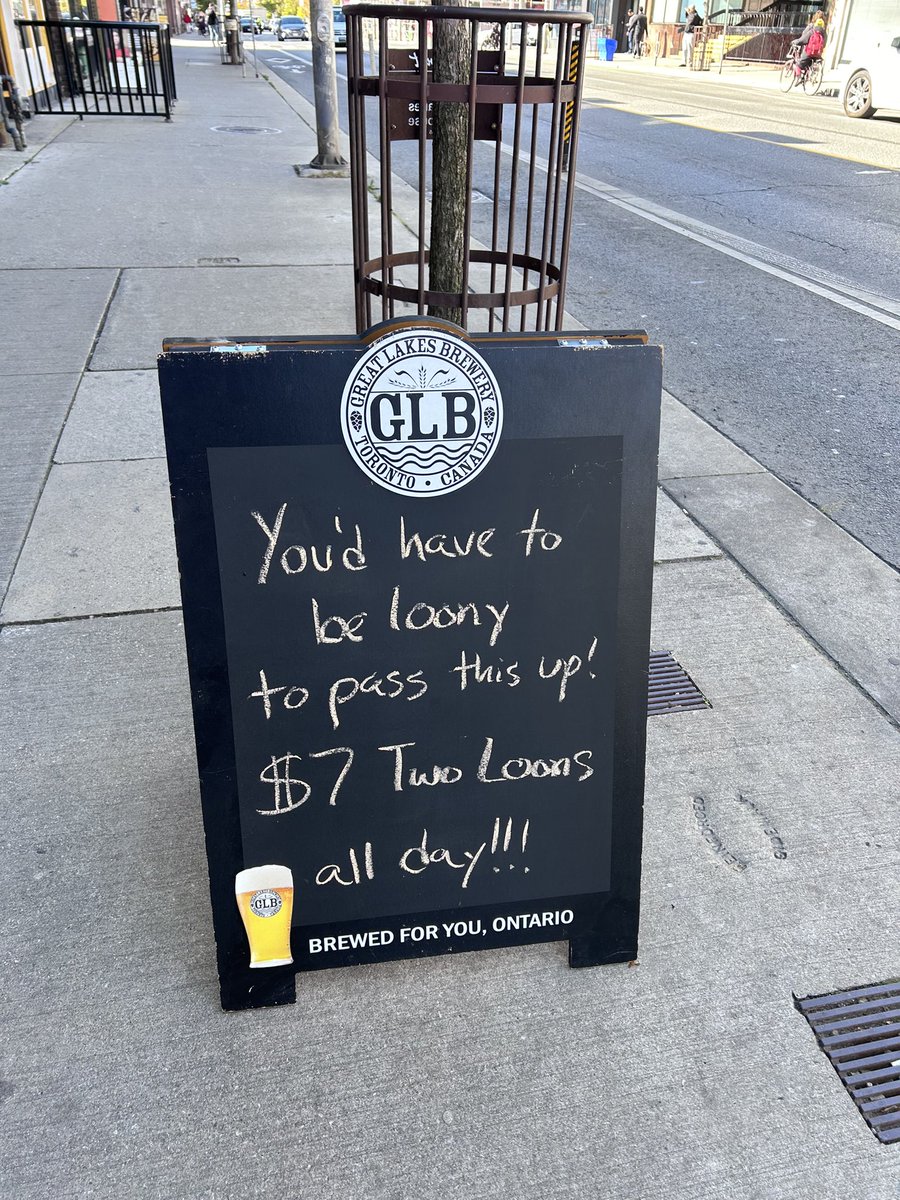 GREAT LAKES BREWERY
GLB
TORONTO • CANADA
You'd have to
be loony
to pass this up!
$7 Two Loons
all day!!!
GLB
BREWED FOR YOU, ONTARIO